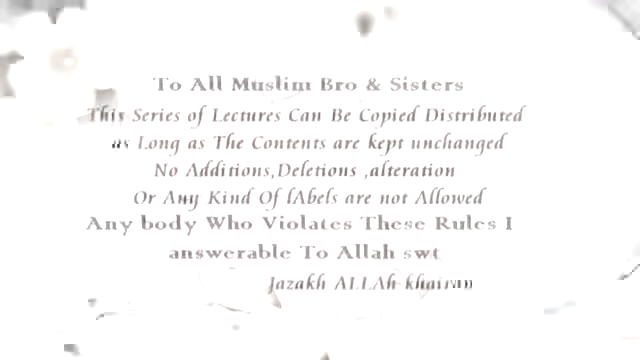 To All Muslim Bro & Sisters
This Series of Lectures Can Be Copied Distributed
as Long as The Contents are kept unchanged
No Additions,Deletions ,alteration
Or Any Kind Of lAbels are not Allowed
Any body Who Violates These Rules I
answerable To Allah swt
Jazakh ALLAh